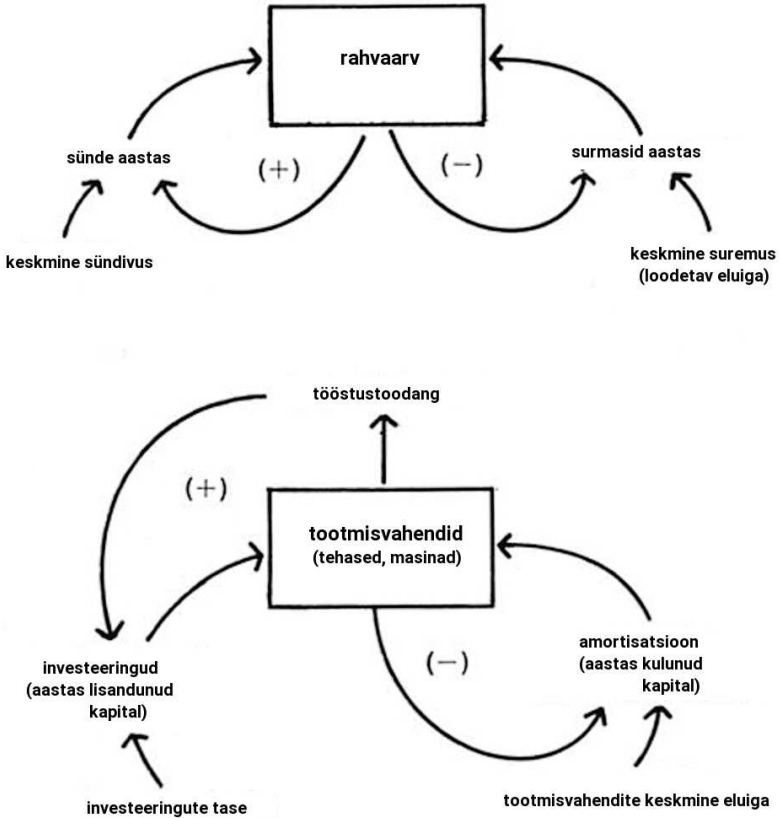 rahvaarv
sünde aastas
(+)
(−)
surmasid aastas
keskmine sündivus
keskmine suremus
(loodetav eluiga)
tööstustoodang
(+)
tootmisvahendid
(tehased, masinad)
investeeringud
(aastas lisandunud
kapital)
(−)
amortisatsioon
(aastas kulunud
kapital)
investeeringute tase
tootmisvahendite keskmine eluiga